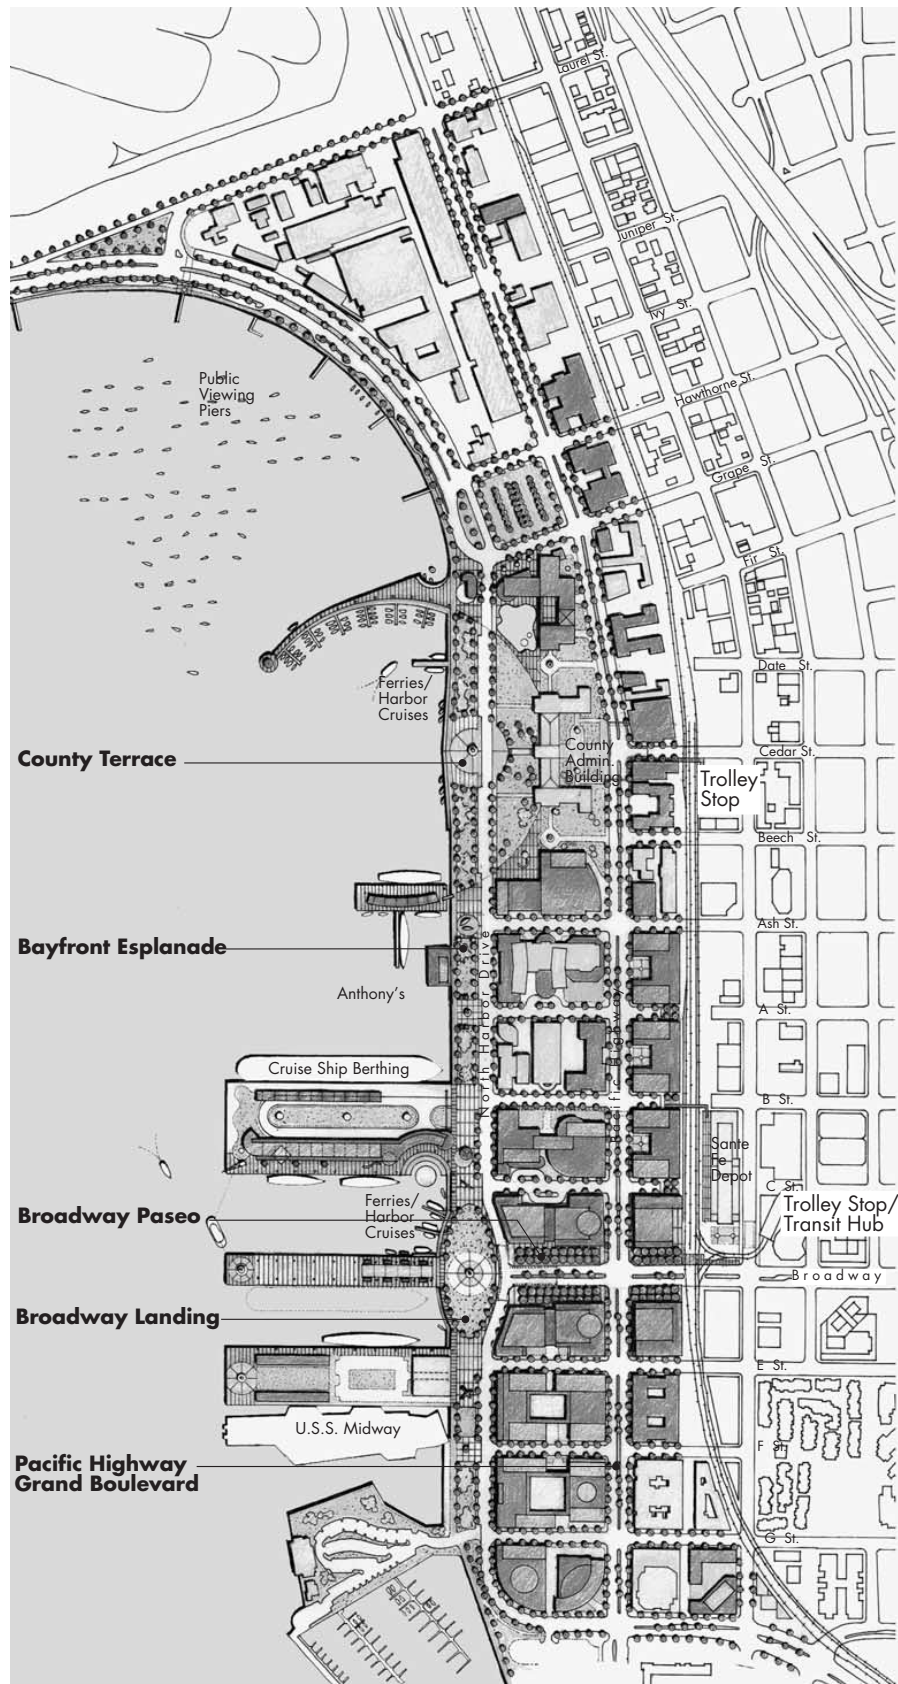 Laurel St.
Juniper St.
Ivy St.
Public
Viewing
Piers
Hawthorne St.
Grape St.
Fir St.
Date St.
Ferries/
Harbor
Cruises
County Terrace
County
Admin.
Building
Cedar St.
Trolley
Stop
Beech St.
Ash St.
Bayfront Esplanade
North Harbor Drive
Pacific Highway
Anthony's
A St.
Cruise Ship Berthing
B St.
Sante
Fe
Depot
C St.
Broadway Paseo
Ferries/
Harbor
Cruises
Trolley Stop/
Transit Hub
Broadway
Broadway Landing
E St.
U.S.S. Midway
F St.
Pacific Highway
Grand Boulevard
G St.